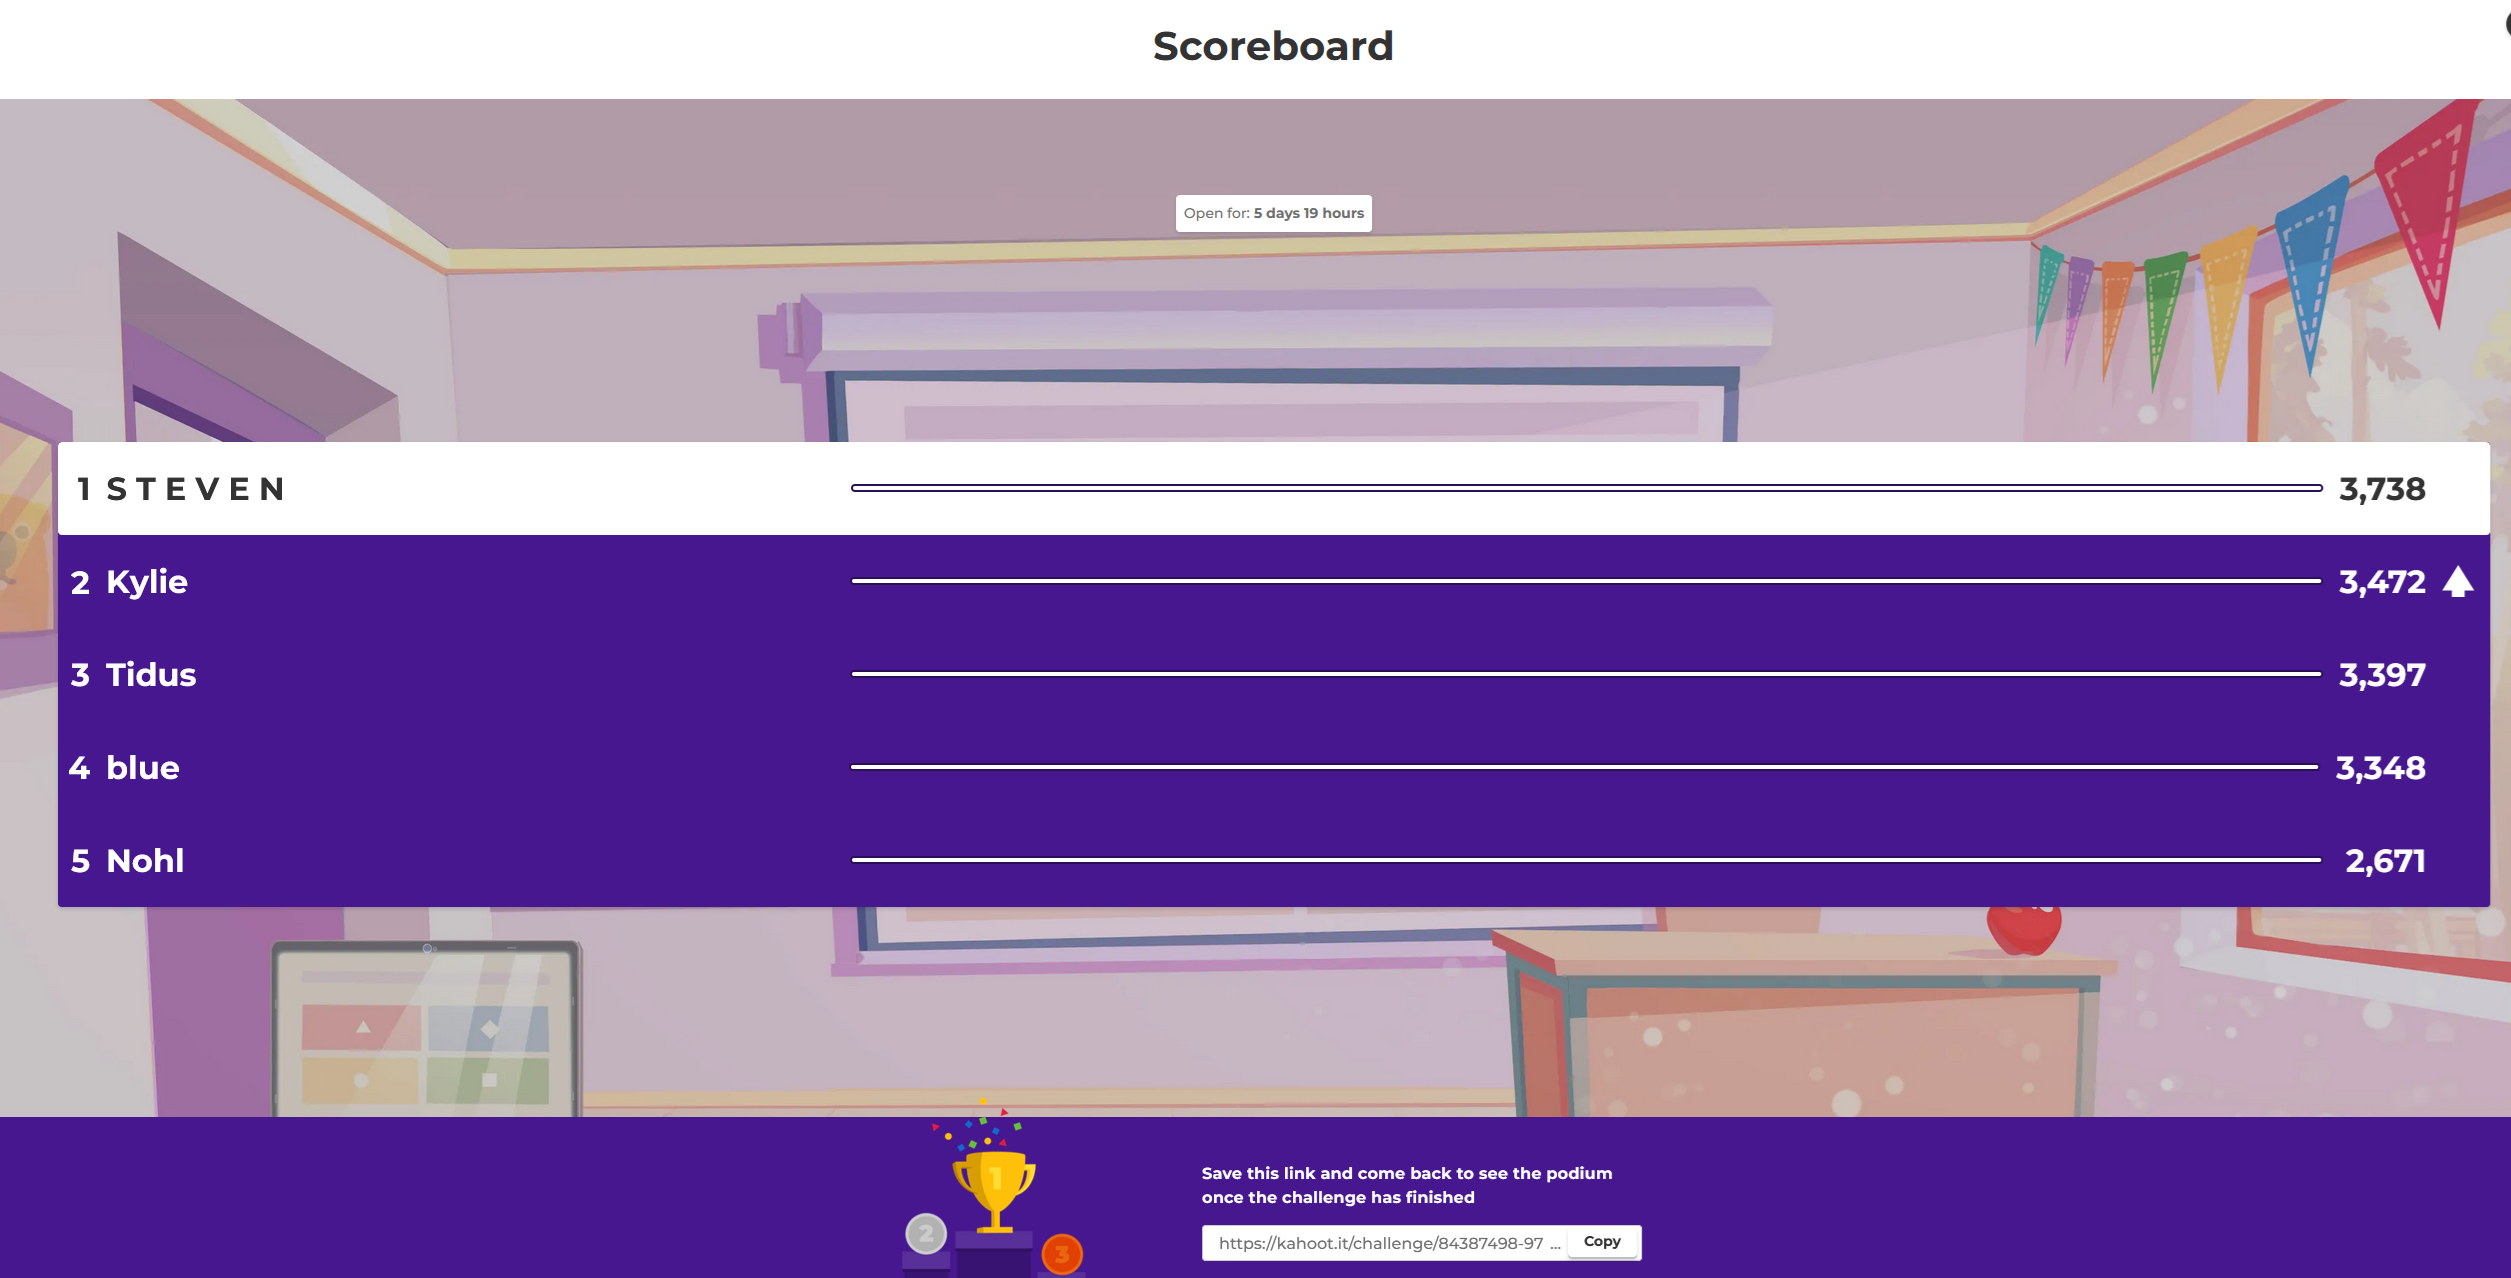 Scoreboard
Open for: 5 days 19 hours
1 S T E V E N 3,738
2 Kylie 3,472
3 Tidus 3,397
4 blue 3,348
5 Nohl 2,671
1
2
3
Save this link and come back to see the podium
once the challenge has finished
https://kahoot.it/challenge/84387498-97 ... Copy